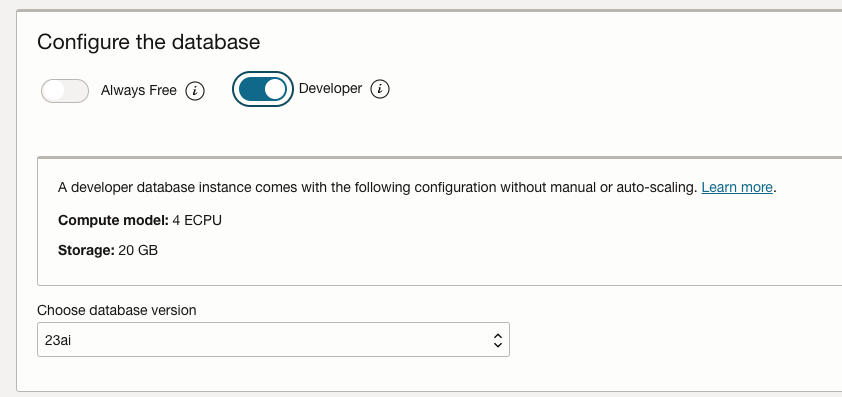 Configure the database
Always Free
Developer
A developer database instance comes with the following configuration without manual or auto-scaling. Learn more.
Compute model: 4 ECPU
Storage: 20 GB
Choose database version
23ai